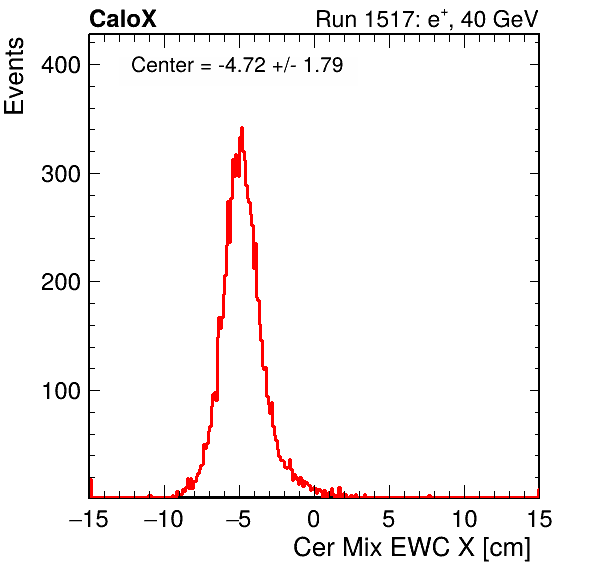 CaloX Run 1517: e⁺, 40 GeV
Center = -4.72 +/- 1.79
Events
400
300
200
100
−15 −10 −5 0 5 10 15
Cer Mix EWC X [cm]